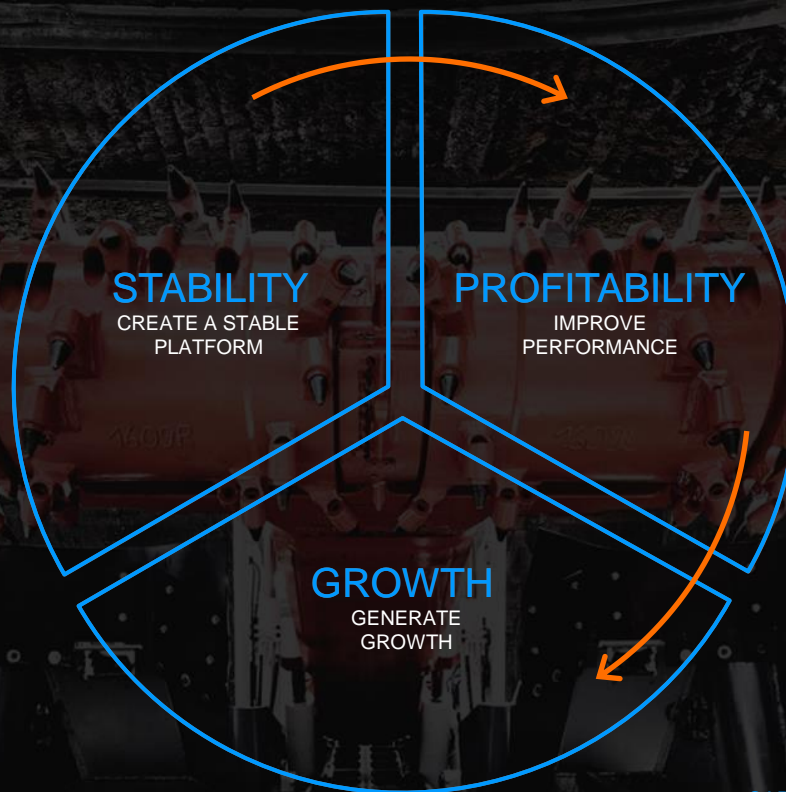 STABILITY
CREATE A STABLE
PLATFORM
PROFITABILITY
IMPROVE
PERFORMANCE
GROWTH
GENERATE
GROWTH